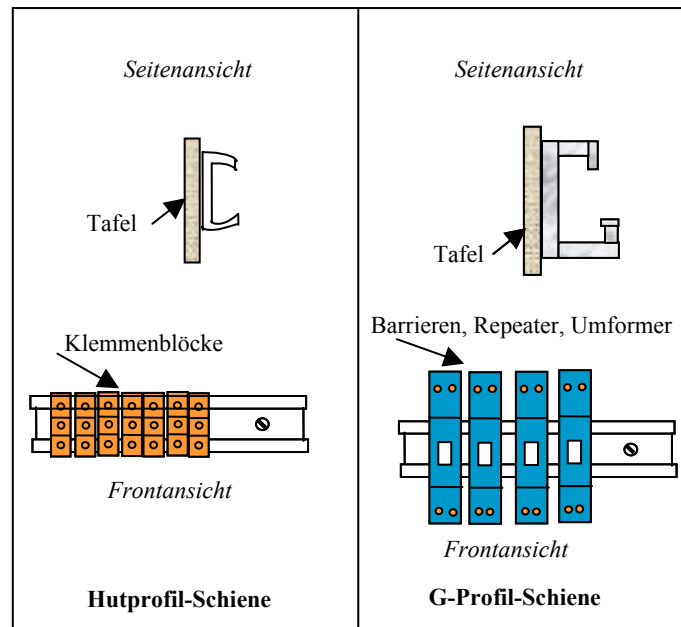 Seitenansicht
Tafel
Klemmenblöcke
Frontansicht
Hutprofil-Schiene
Seitenansicht
Tafel
Barrieren, Repeater, Umformer
Frontansicht
G-Profil-Schiene